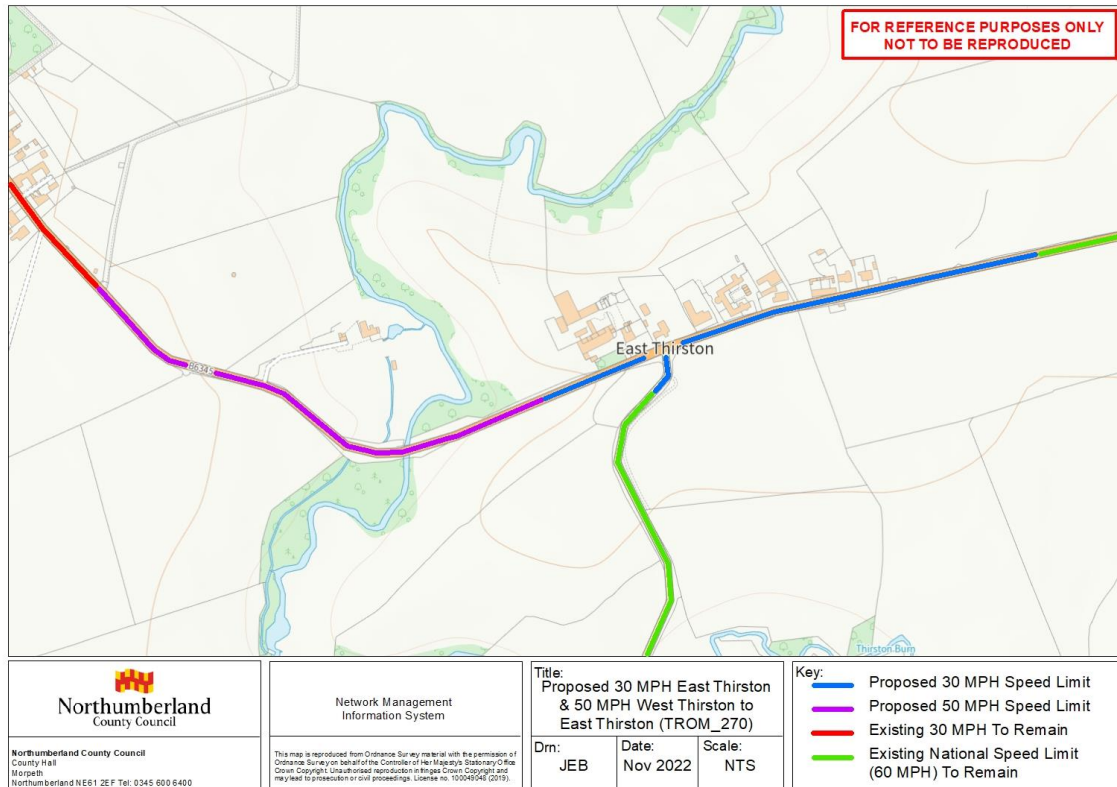 FOR REFERENCE PURPOSES ONLY
NOT TO BE REPRODUCED
B6345
East Thirston
Thirston Burn
Northumberland
County Council
Northumberland County Council
County Hall
Morpeth
Northumberland NE61 2EF Tel: 0345 600 6400
Network Management
Information System
This map is reproduced from Ordnance Survey material with the permission of
Ordnance Survey on behalf of the Controller of Her Majesty's Stationary Office
Crown Copyright. Unauthorised reproduction infringes Crown Copyright and
may lead to prosecution or civil proceedings. License no. 100049048 (2019).
Title:
Proposed 30 MPH East Thirston
& 50 MPH West Thirston to
East Thirston (TROM_270)
Drn:
JEB
Date:
Nov 2022
Scale:
NTS
Key:
Proposed 30 MPH Speed Limit
Proposed 50 MPH Speed Limit
Existing 30 MPH To Remain
Existing National Speed Limit
(60 MPH) To Remain